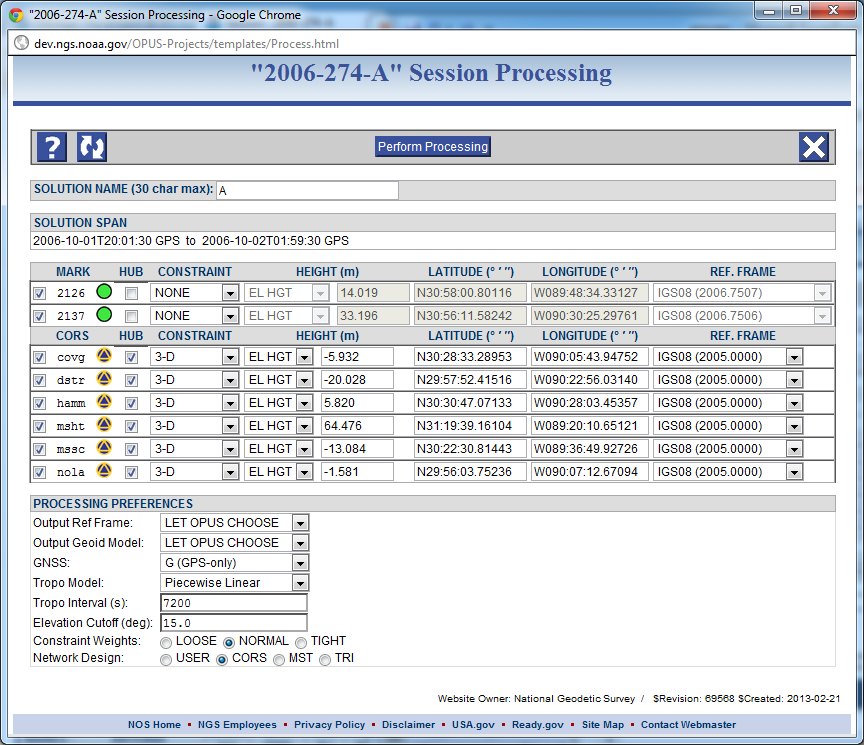 "2006-274-A" Session Processing - Google Chrome
dev.ngs.noaa.gov/OPUS-Projects/templates/Process.html
"2006-274-A" Session Processing
? Perform Processing X
SOLUTION NAME (30 char max): A
SOLUTION SPAN
2006-10-01T20:01:30 GPS to 2006-10-02T01:59:30 GPS
MARK HUB CONSTRAINT HEIGHT (m) LATITUDE (° ′ ″) LONGITUDE (° ′ ″) REF. FRAME
2126 NONE EL HGT 14.019 N30:58:00.80116 W089:48:34.33127 IGS08 (2006.7507)
2137 NONE EL HGT 33.196 N30:56:11.58242 W090:30:25.29761 IGS08 (2006.7506)
CORS HUB CONSTRAINT HEIGHT (m) LATITUDE (° ′ ″) LONGITUDE (° ′ ″) REF. FRAME
covg 3-D EL HGT -5.932 N30:28:33.28953 W090:05:43.94752 IGS08 (2005.0000)
dstr 3-D EL HGT -20.028 N29:57:52.41516 W090:22:56.03140 IGS08 (2005.0000)
hamm 3-D EL HGT 5.820 N30:30:47.07133 W090:28:03.45357 IGS08 (2005.0000)
msht 3-D EL HGT 64.476 N31:19:39.16104 W089:20:10.65121 IGS08 (2005.0000)
mssc 3-D EL HGT -13.084 N30:22:30.81443 W089:36:49.92726 IGS08 (2005.0000)
nola 3-D EL HGT -1.581 N29:56:03.75236 W090:07:12.67094 IGS08 (2005.0000)
PROCESSING PREFERENCES
Output Ref Frame: LET OPUS CHOOSE
Output Geoid Model: LET OPUS CHOOSE
GNSS: G (GPS-only)
Tropo Model: Piecewise Linear
Tropo Interval (s): 7200
Elevation Cutoff (deg): 15.0
Constraint Weights: LOOSE NORMAL TIGHT
Network Design: USER CORS MST TRI
Website Owner: National Geodetic Survey / $Revision: 69568 $Created: 2013-02-21
NOS Home ▪ NGS Employees ▪ Privacy Policy ▪ Disclaimer ▪ USA.gov ▪ Ready.gov ▪ Site Map ▪ Contact Webmaster